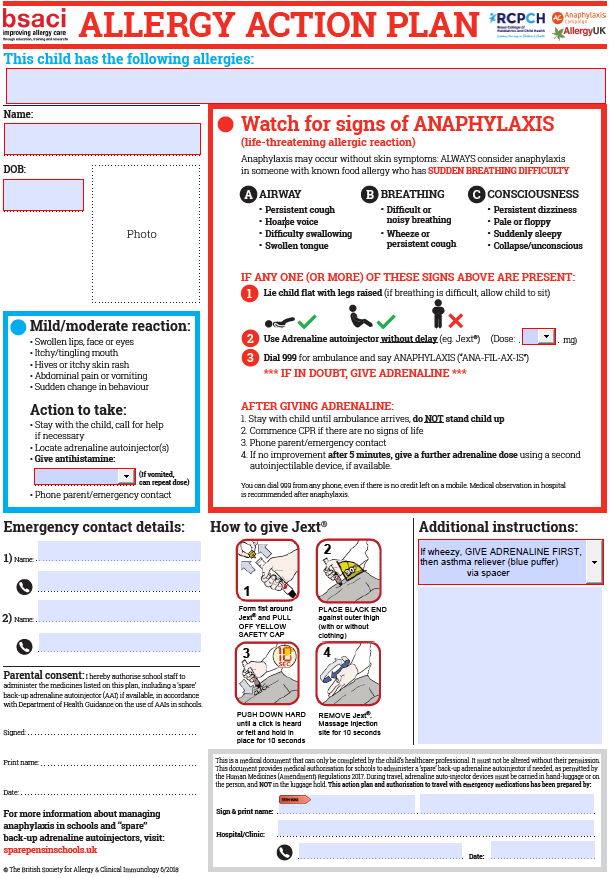 bsaci
improving allergy care
through education, training and research
ALLERGY ACTION PLAN
RCPCH
Royal College of
Paediatrics and Child Health
Anaphylaxis
Campaign
AllergyUK
This child has the following allergies:
Name:
DOB:
Photo
Watch for signs of ANAPHYLAXIS
(life-threatening allergic reaction)
Anaphylaxis may occur without skin symptoms: ALWAYS consider anaphylaxis
in someone with known food allergy who has SUDDEN BREATHING DIFFICULTY
A AIRWAY
• Persistent cough
• Hoarse voice
• Difficulty swallowing
• Swollen tongue
B BREATHING
• Difficult or
noisy breathing
• Wheeze or
persistent cough
C CONSCIOUSNESS
• Persistent dizziness
• Pale or floppy
• Suddenly sleepy
• Collapse/unconscious
IF ANY ONE (OR MORE) OF THESE SIGNS ABOVE ARE PRESENT:
1 Lie child flat with legs raised (if breathing is difficult, allow child to sit)
2 Use Adrenaline autoinjector without delay (eg. Jext®) (Dose: mg)
3 Dial 999 for ambulance and say ANAPHYLAXIS ("ANA-FIL-AX-IS")
*** IF IN DOUBT, GIVE ADRENALINE ***
AFTER GIVING ADRENALINE:
1. Stay with child until ambulance arrives, do NOT stand child up
2. Commence CPR if there are no signs of life
3. Phone parent/emergency contact
4. If no improvement after 5 minutes, give a further adrenaline dose using a second
autoinjectilable device, if available.
You can dial 999 from any phone, even if there is no credit left on a mobile. Medical observation in hospital
is recommended after anaphylaxis.
Mild/moderate reaction:
• Swollen lips, face or eyes
• Itchy/tingling mouth
• Hives or itchy skin rash
• Abdominal pain or vomiting
• Sudden change in behaviour
Action to take:
• Stay with the child, call for help
if necessary
• Locate adrenaline autoinjector(s)
• Give antihistamine:
(If vomited,
can repeat dose)
• Phone parent/emergency contact
Emergency contact details:
1) Name:
2) Name:
Parental consent: I hereby authorise school staff to
administer the medicines listed on this plan, including a 'spare'
back-up adrenaline autoinjector (AAI) if available, in accordance
with Department of Health Guidance on the use of AAIs in schools.
Signed:
Print name:
Date:
For more information about managing
anaphylaxis in schools and "spare"
back-up adrenaline autoinjectors, visit:
sparepensinschools.uk
© The British Society for Allergy & Clinical Immunology 6/2018
How to give Jext®
1
Form fist around
Jext® and PULL
OFF YELLOW
SAFETY CAP
2
90°
PLACE BLACK END
against outer thigh
(with or without
clothing)
3
10
SEC
PUSH DOWN HARD
until a click is heard
or felt and hold in
place for 10 seconds
4
REMOVE Jext®.
Massage injection
site for 10 seconds
Additional instructions:
If wheezy, GIVE ADRENALINE FIRST,
then asthma reliever (blue puffer)
via spacer
This is a medical document that can only be completed by the child's healthcare professional. It must not be altered without their permission.
This document provides medical authorisation for schools to administer a 'spare' back-up adrenaline autoinjector if needed, as permitted by
the Human Medicines (Amendment) Regulations 2017. During travel, adrenaline auto-injector devices must be carried in hand-luggage or on
the person, and NOT in the luggage hold. This action plan and authorisation to travel with emergency medications has been prepared by:
Sign & print name:
Hospital/Clinic:
Date: